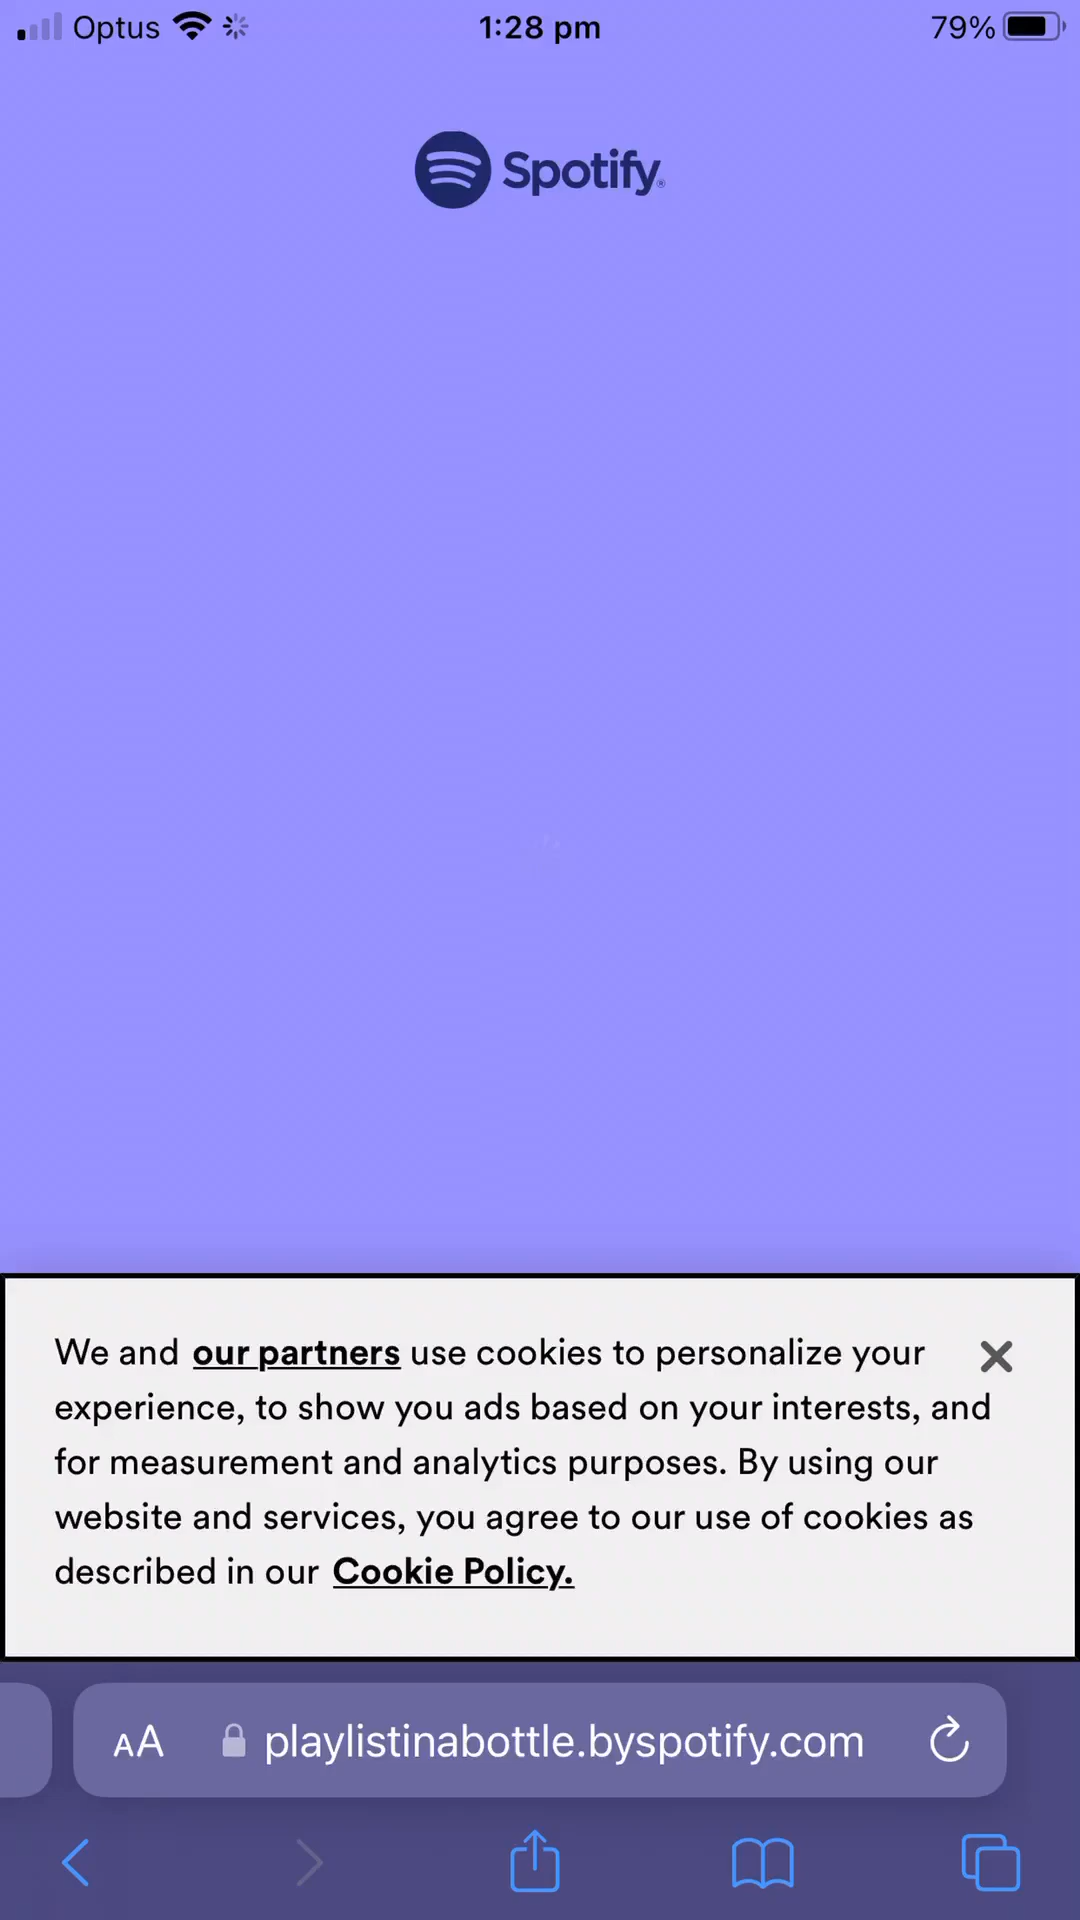 Optus 1:28 pm 79%
Spotify®
We and our partners use cookies to personalize your
experience, to show you ads based on your interests, and
for measurement and analytics purposes. By using our
website and services, you agree to our use of cookies as
described in our Cookie Policy.
AA playlistinabottle.byspotify.com